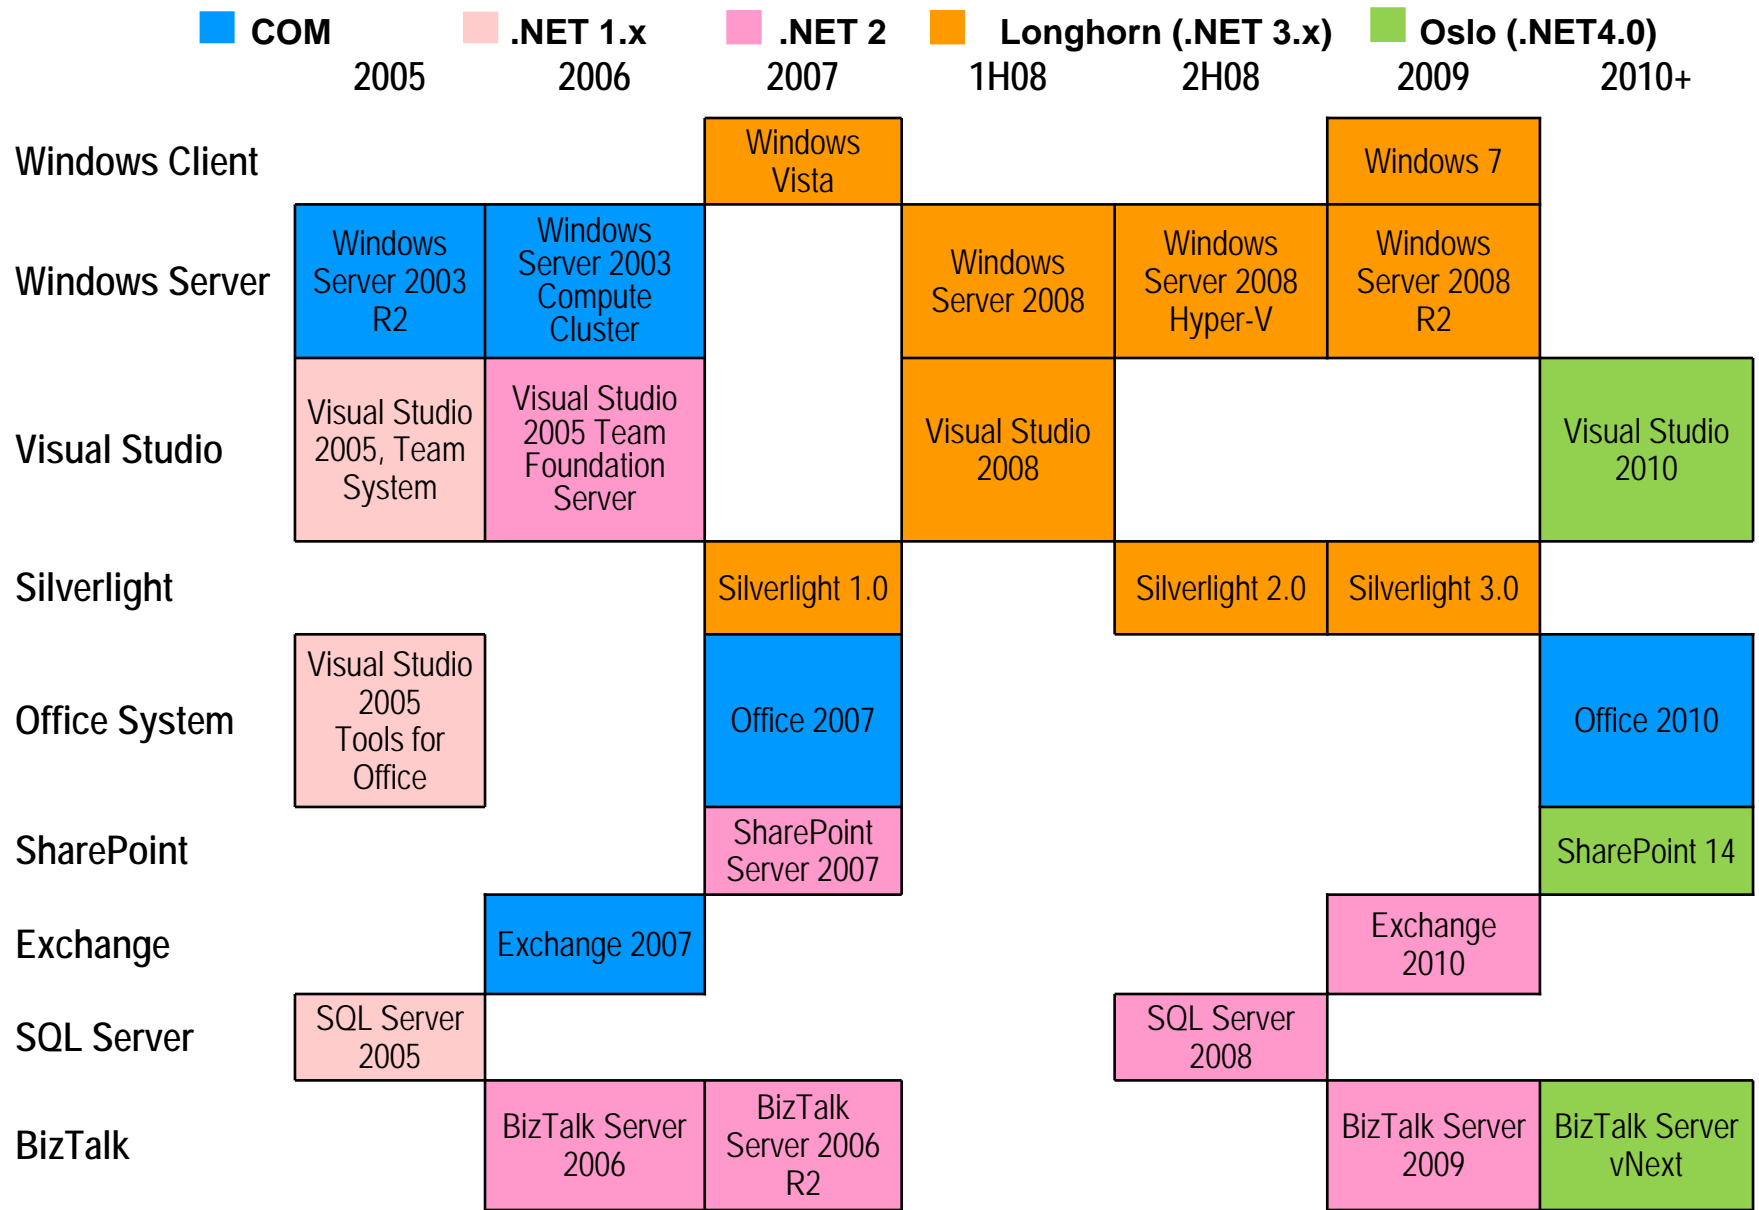 COM .NET 1.x .NET 2 Longhorn (.NET 3.x) Oslo (.NET4.0)
2005 2006 2007 1H08 2H08 2009 2010+
Windows Client
Windows
Vista
Windows 7
Windows Server
Windows
Server 2003
R2
Windows
Server 2003
Compute
Cluster
Windows
Server 2008
Windows
Server 2008
Hyper-V
Windows
Server 2008
R2
Visual Studio
Visual Studio
2005, Team
System
Visual Studio
2005 Team
Foundation
Server
Visual Studio
2008
Visual Studio
2010
Silverlight
Silverlight 1.0
Silverlight 2.0
Silverlight 3.0
Office System
Visual Studio
2005
Tools for
Office
Office 2007
Office 2010
SharePoint
SharePoint
Server 2007
SharePoint 14
Exchange
Exchange 2007
Exchange
2010
SQL Server
SQL Server
2005
SQL Server
2008
BizTalk
BizTalk Server
2006
BizTalk
Server 2006
R2
BizTalk Server
2009
BizTalk Server
vNext